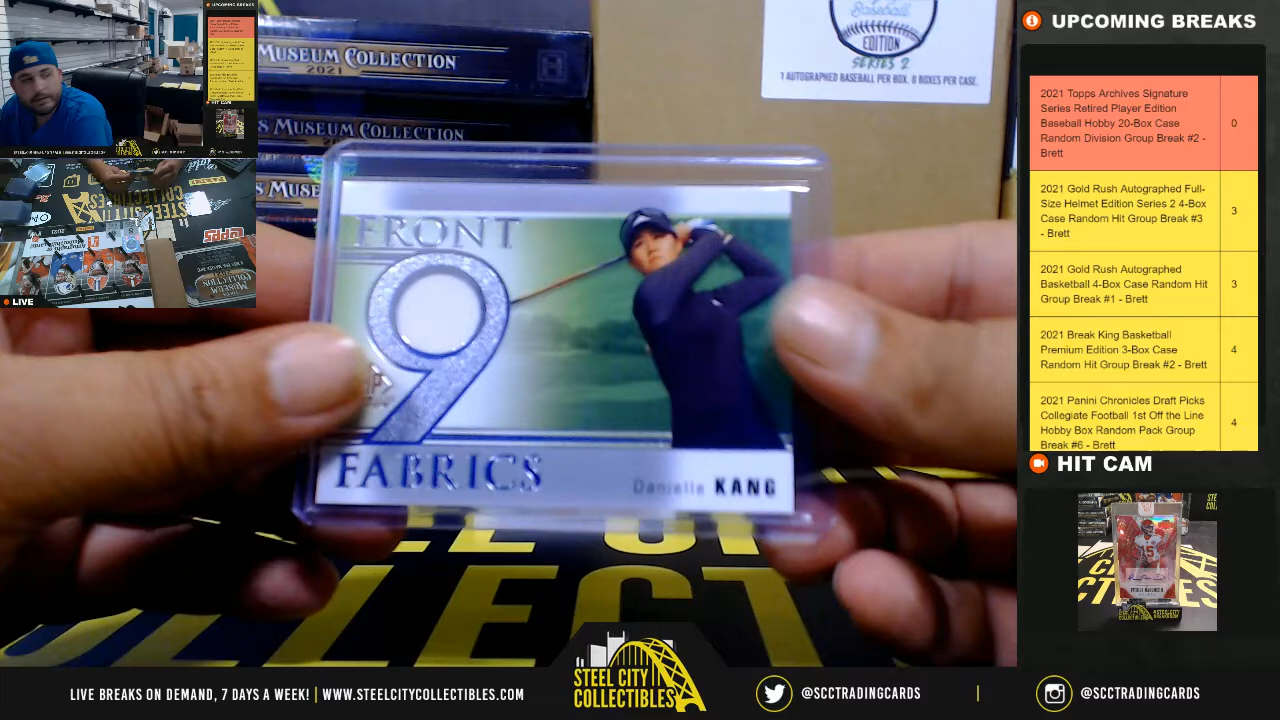 UPCOMING BREAKS
2021 Topps Archives Signature
Series Retired Player Edition
Baseball Hobby 20-Box Case
Random Division Group Break #2 -
Brett
0
2021 Gold Rush Autographed Full-
Size Helmet Edition Series 2 4-Box
Case Random Hit Group Break #3
- Brett
3
2021 Gold Rush Autographed
Basketball 4-Box Case Random Hit
Group Break #1 - Brett
3
2021 Break King Basketball
Premium Edition 3-Box Case
Random Hit Group Break #2 - Brett
4
2021 Panini Chronicles Draft Picks
Collegiate Football 1st Off the Line
Hobby Box Random Pack Group
Break #6 - Brett
4
HIT CAM
MUSEUM COLLECTION
2021
S MUSEUM COLLECTION
S MUSE
Baseball
EDITION
SERIES 2
1 AUTOGRAPHED BASEBALL PER BOX. 8 BOXES PER CASE.
FRONT
9
FABRICS
Danielle KANG
LIVE
LLECT
LIVE BREAKS ON DEMAND, 7 DAYS A WEEK! | WWW.STEELCITYCOLLECTIBLES.COM
STEEL CITY
COLLECTIBLES
@SCCTRADINGCARDS
@SCCTRADINGCARDS